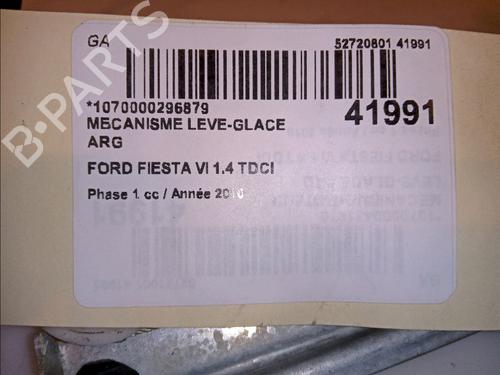 GA 52720801 41991
*1070000296879 41991
MECANISME LEVE-GLACE
ARG
FORD FIESTA VI 1.4 TDCI
Phase 1 cc / Année 2010
B-PARTS